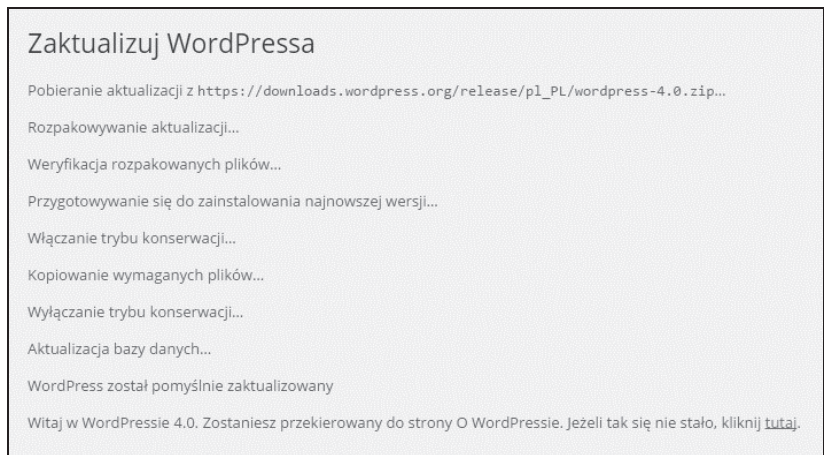 Zaktualizuj WordPressa
Pobieranie aktualizacji z https://downloads.wordpress.org/release/pl_PL/wordpress-4.0.zip…
Rozpakowywanie aktualizacji…
Weryfikacja rozpakowanych plików…
Przygotowywanie się do zainstalowania najnowszej wersji…
Włączanie trybu konserwacji…
Kopiowanie wymaganych plików…
Wyłączanie trybu konserwacji…
Aktualizacja bazy danych…
WordPress został pomyślnie zaktualizowany
Witaj w WordPressie 4.0. Zostaniesz przekierowany do strony O WordPressie. Jeżeli tak się nie stało, kliknij tutaj.